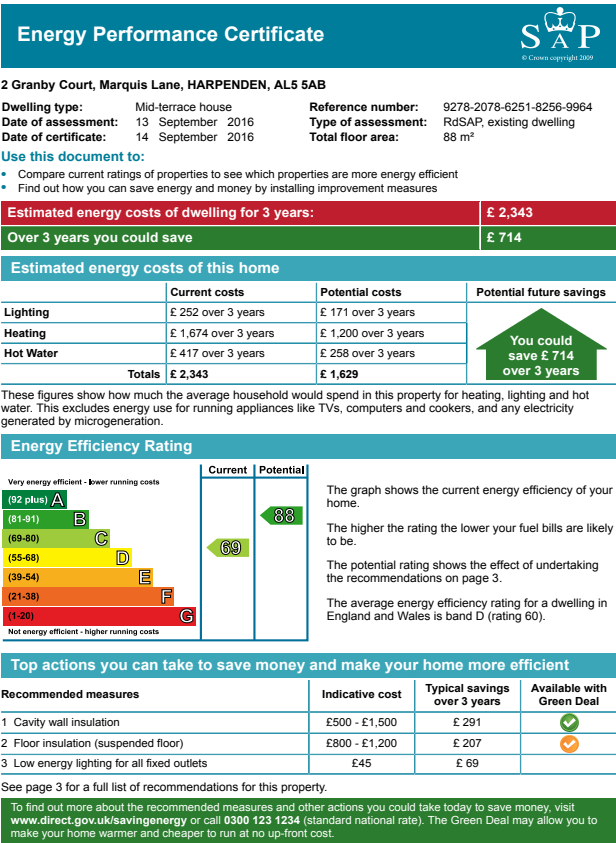 Energy Performance Certificate
SAP
© Crown copyright 2009
2 Granby Court, Marquis Lane, HARPENDEN, AL5 5AB
Dwelling type: Mid-terrace house
Date of assessment: 13 September 2016
Date of certificate: 14 September 2016
Reference number: 9278-2078-6251-8256-9964
Type of assessment: RdSAP, existing dwelling
Total floor area: 88 m²
Use this document to:
• Compare current ratings of properties to see which properties are more energy efficient
• Find out how you can save energy and money by installing improvement measures
Estimated energy costs of dwelling for 3 years: £ 2,343
Over 3 years you could save £ 714
Estimated energy costs of this home
Current costs Potential costs Potential future savings
Lighting £ 252 over 3 years £ 171 over 3 years
Heating £ 1,674 over 3 years £ 1,200 over 3 years
Hot Water £ 417 over 3 years £ 258 over 3 years
Totals £ 2,343 £ 1,629
You could
save £ 714
over 3 years
These figures show how much the average household would spend in this property for heating, lighting and hot
water. This excludes energy use for running appliances like TVs, computers and cookers, and any electricity
generated by microgeneration.
Energy Efficiency Rating
Current Potential
Very energy efficient - lower running costs
(92 plus) A
(81-91) B
(69-80) C
(55-68) D
(39-54) E
(21-38) F
(1-20) G
Not energy efficient - higher running costs
69
88
The graph shows the current energy efficiency of your
home.
The higher the rating the lower your fuel bills are likely
to be.
The potential rating shows the effect of undertaking
the recommendations on page 3.
The average energy efficiency rating for a dwelling in
England and Wales is band D (rating 60).
Top actions you can take to save money and make your home more efficient
Recommended measures Indicative cost Typical savings
over 3 years Available with
Green Deal
1 Cavity wall insulation £500 - £1,500 £ 291
2 Floor insulation (suspended floor) £800 - £1,200 £ 207
3 Low energy lighting for all fixed outlets £45 £ 69
See page 3 for a full list of recommendations for this property.
To find out more about the recommended measures and other actions you could take today to save money, visit
www.direct.gov.uk/savingenergy or call 0300 123 1234 (standard national rate). The Green Deal may allow you to
make your home warmer and cheaper to run at no up-front cost.